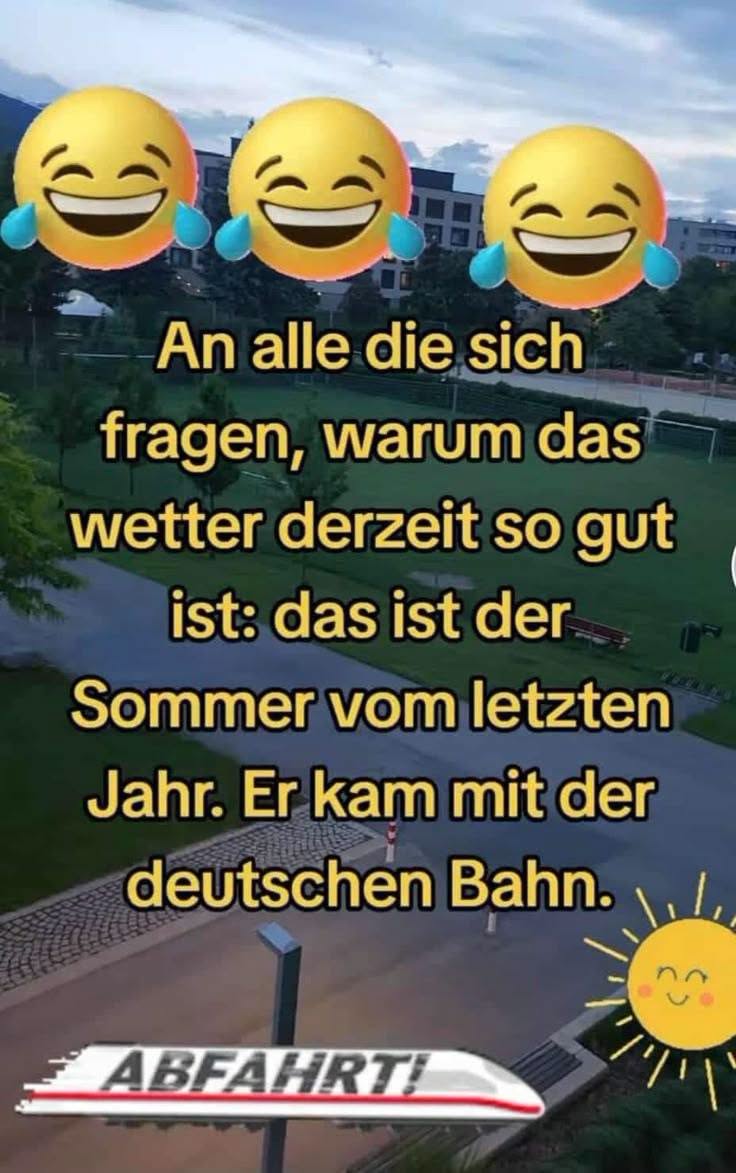 An alle die sich
fragen, warum das
wetter derzeit so gut
ist: das ist der
Sommer vom letzten
Jahr. Er kam mit der
deutschen Bahn.
ABFAHRT!